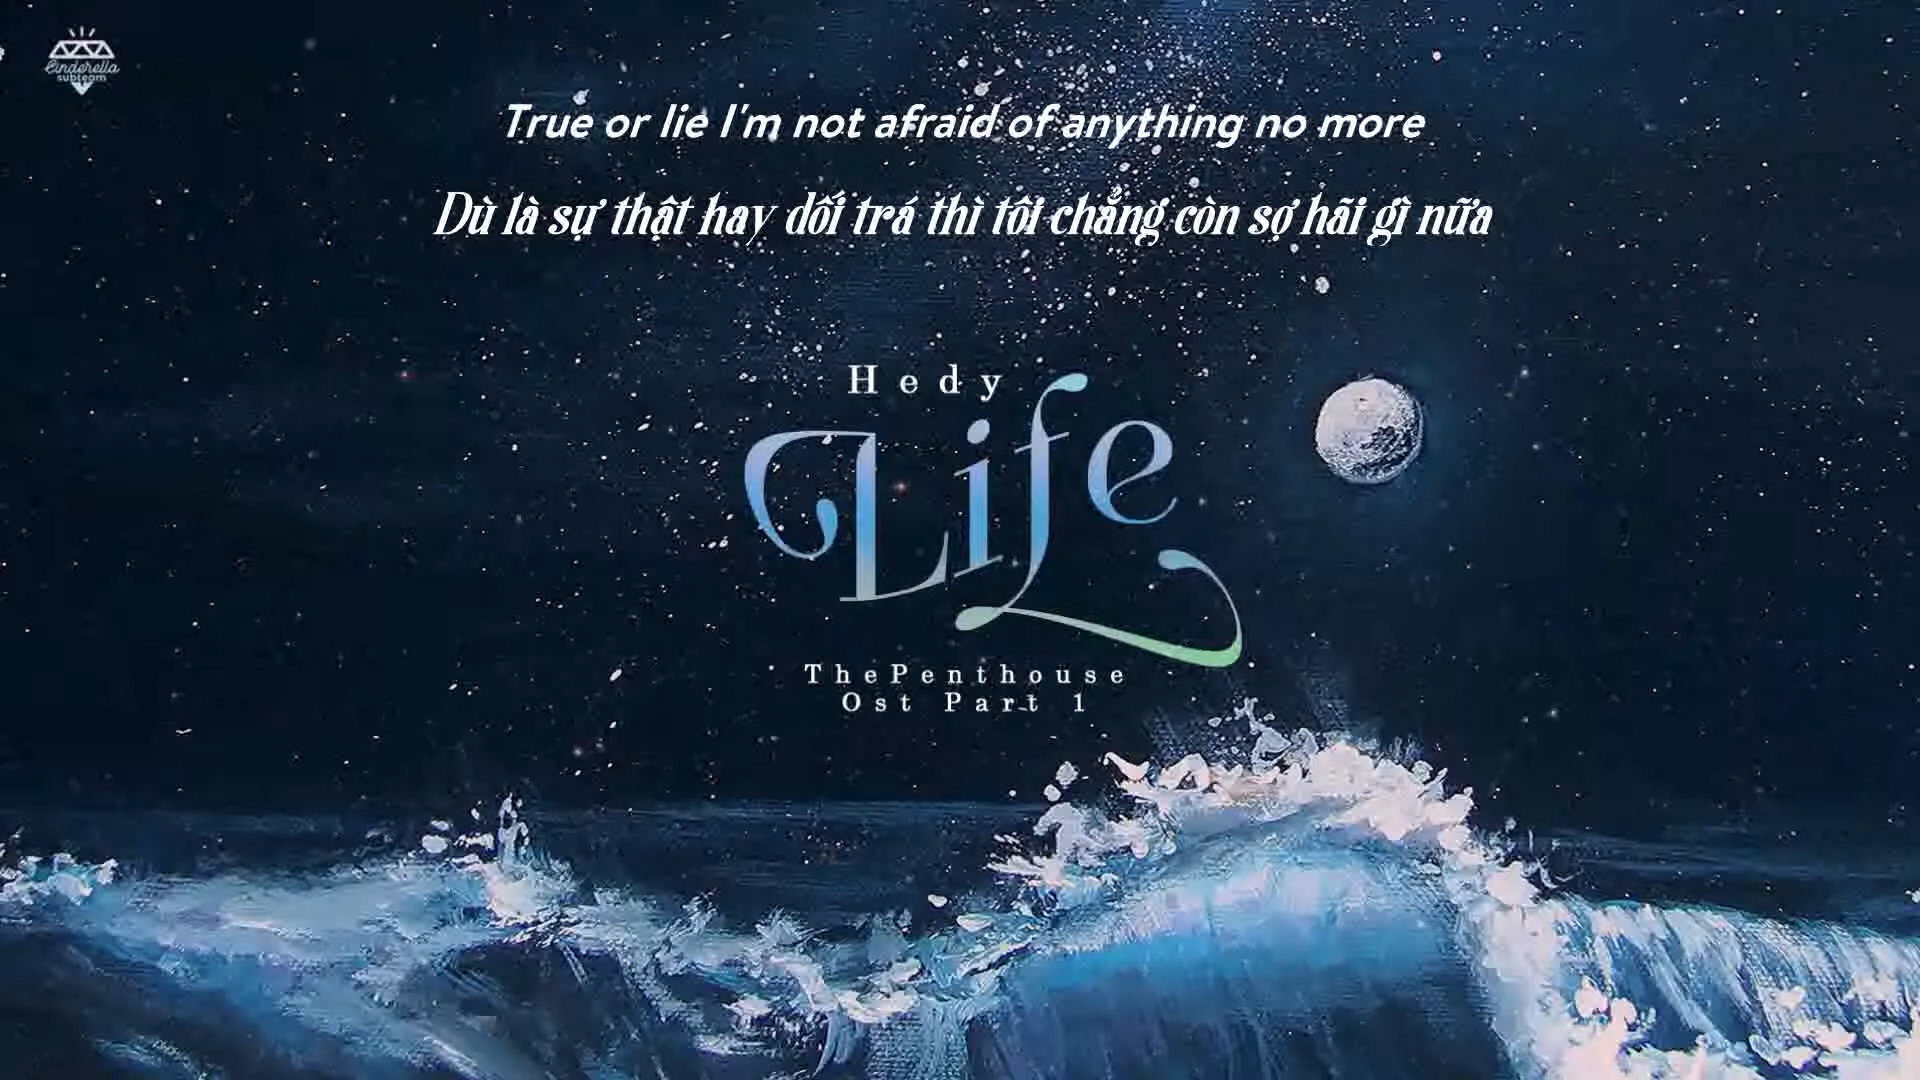 Cinderella
subteam
True or lie I'm not afraid of anything no more
Dù là sự thật hay dối trá thì tôi chẳng còn sợ hãi gì nữa
Hedy
Life
ThePenthouse
Ost Part 1